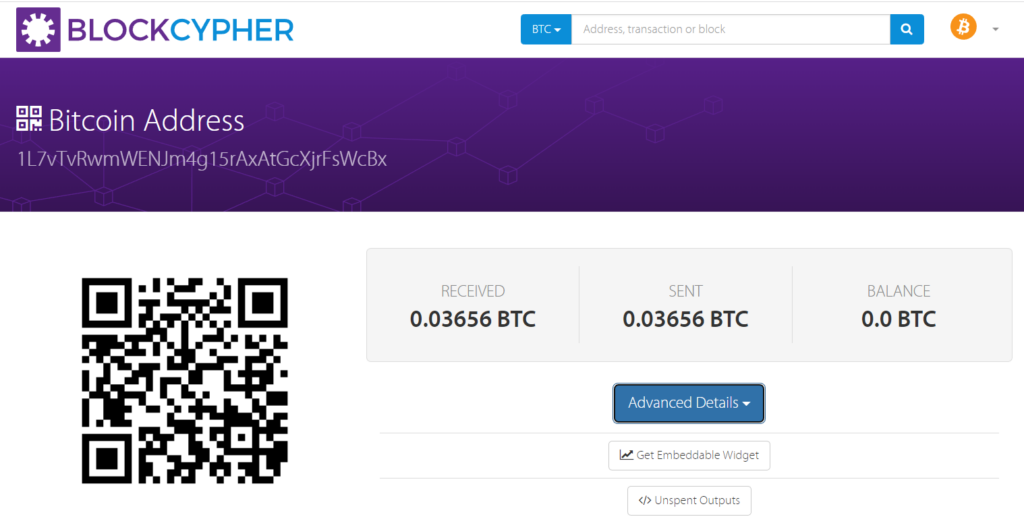 BLOCKCYPHER
BTC
Address, transaction or block
Bitcoin Address
1L7vTvRwmWENJm4g15rAxAtGcXjrFsWcBx
RECEIVED SENT BALANCE
0.03656 BTC 0.03656 BTC 0.0 BTC
Advanced Details
Get Embeddable Widget
</> Unspent Outputs